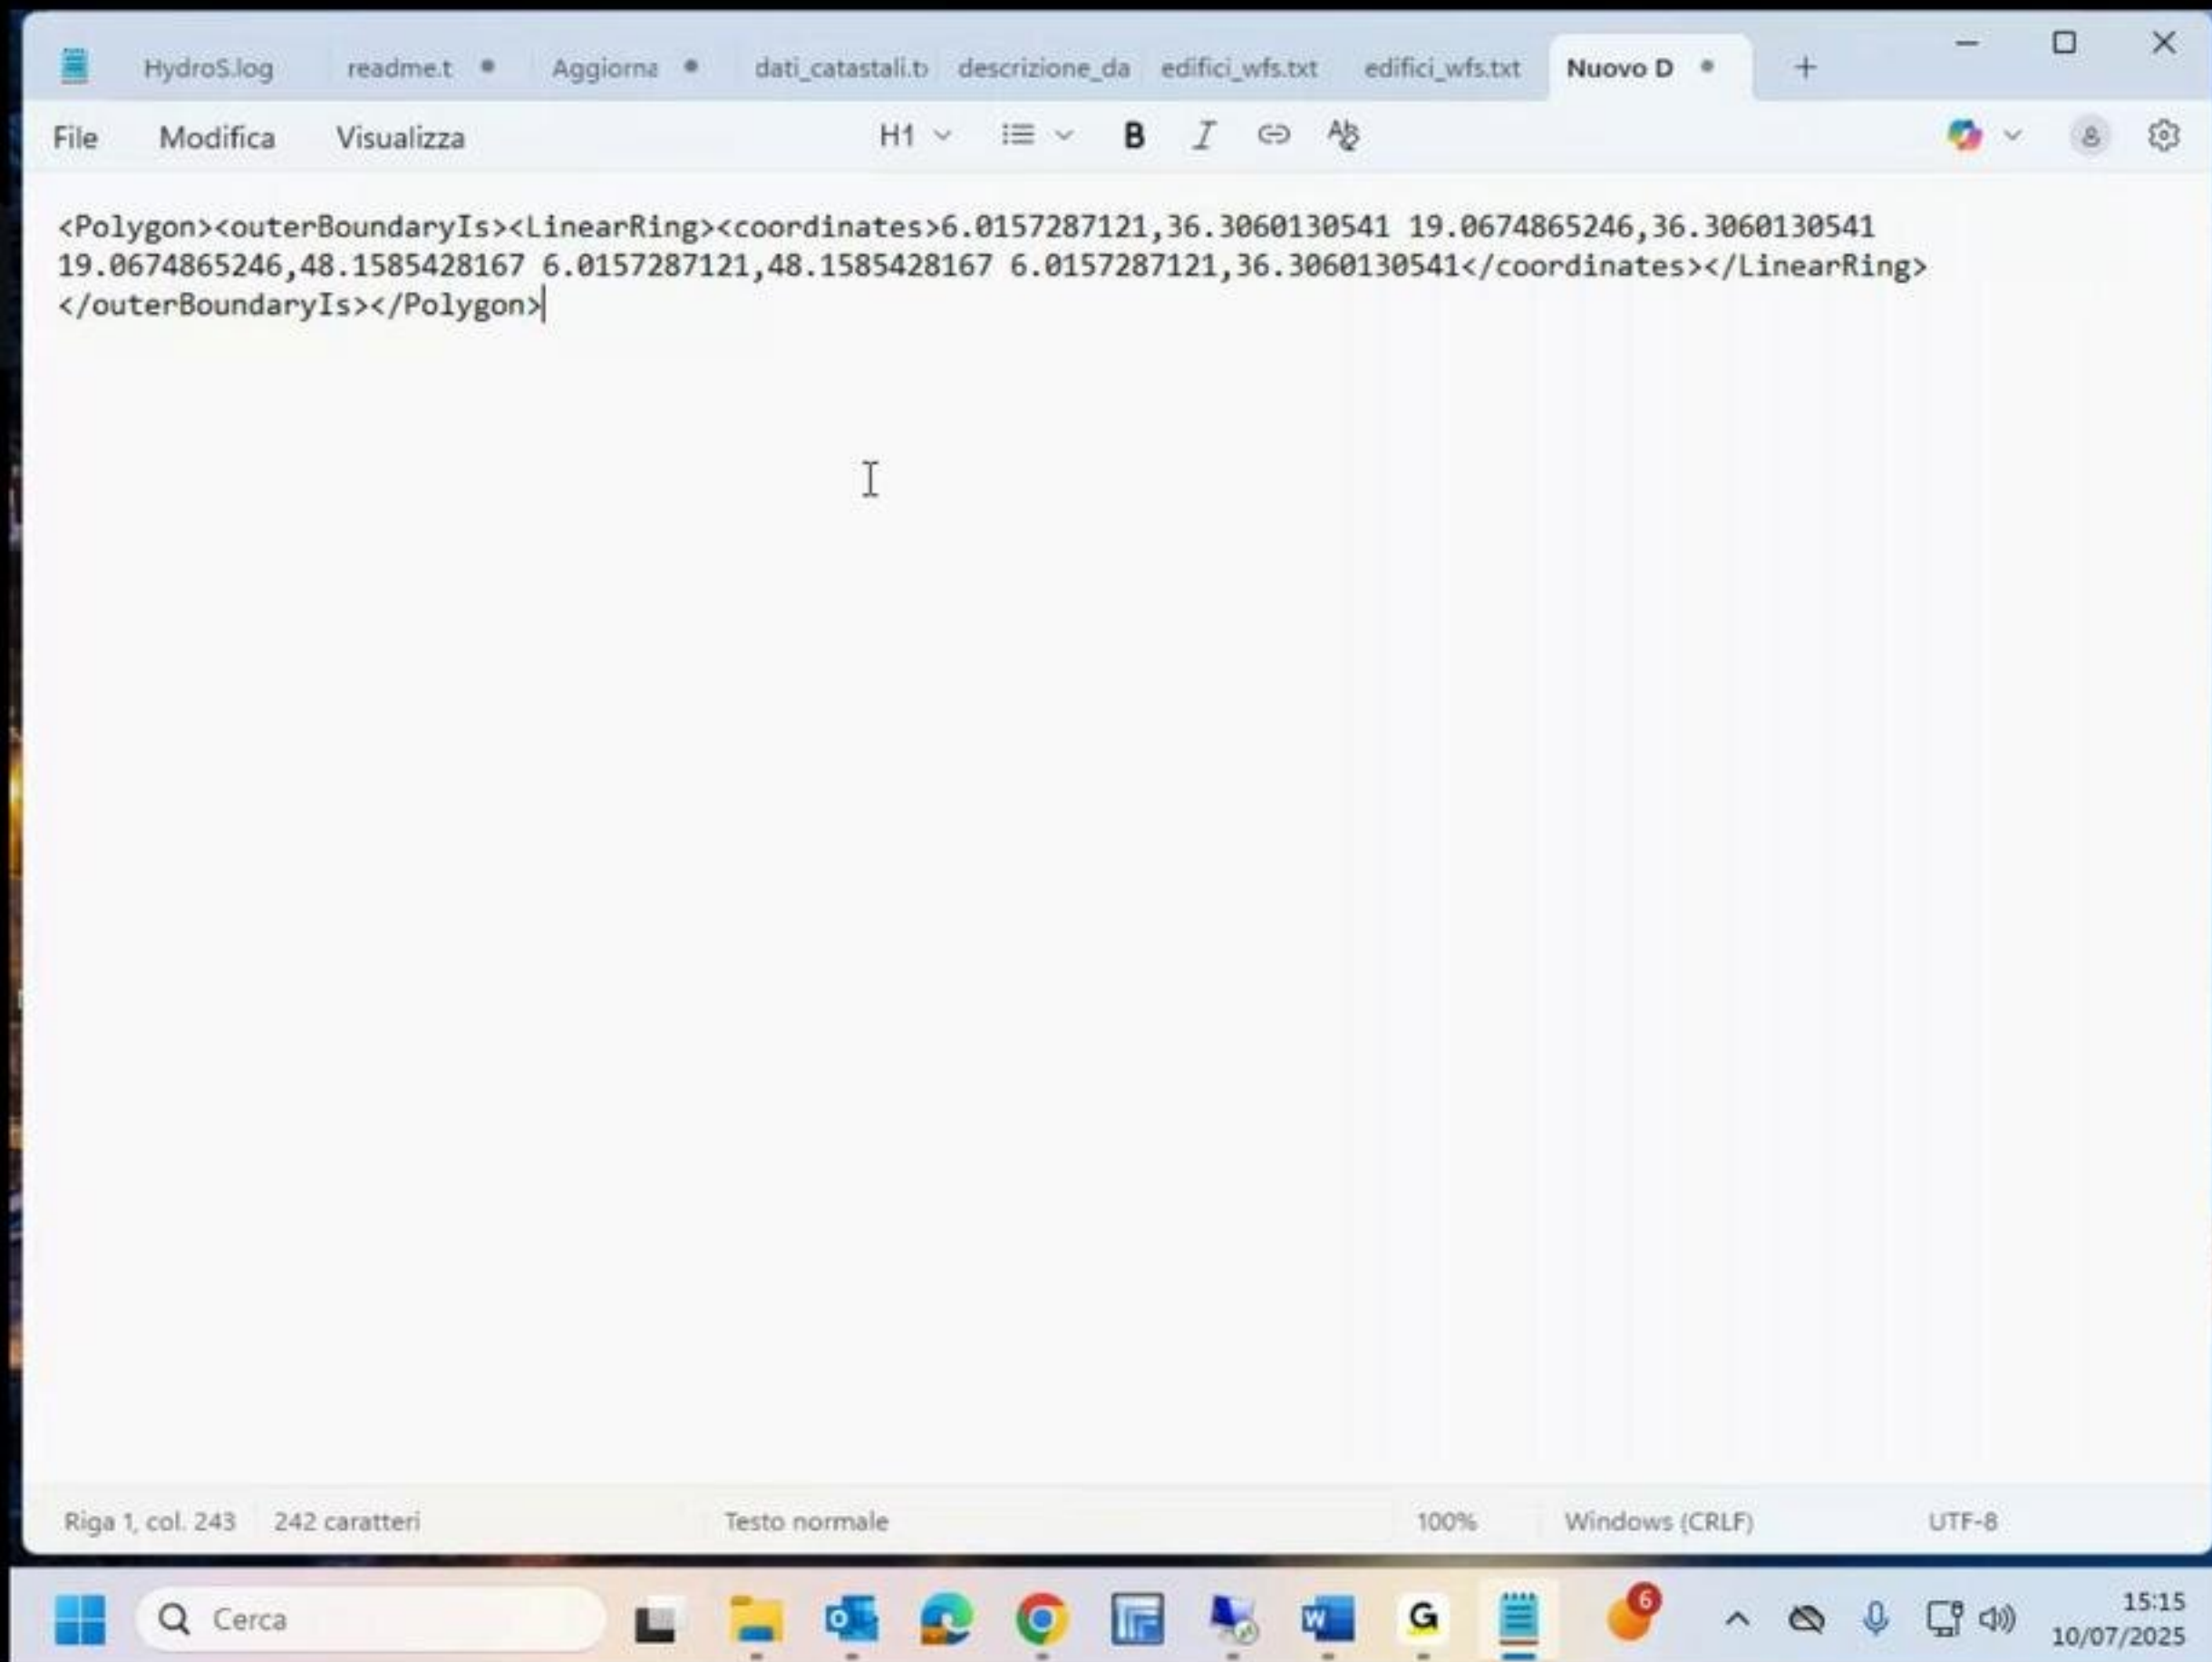 HydroS.log readme.t Aggiorna dati_catastali.t descrizione_da edifici_wfs.txt edifici_wfs.txt Nuovo D
File Modifica Visualizza H1 B I
<Polygon><outerBoundaryIs><LinearRing><coordinates>6.0157287121,36.3060130541 19.0674865246,36.3060130541
19.0674865246,48.1585428167 6.0157287121,48.1585428167 6.0157287121,36.3060130541</coordinates></LinearRing>
</outerBoundaryIs></Polygon>
Riga 1, col. 243 242 caratteri Testo normale 100% Windows (CRLF) UTF-8
Cerca G 6 15:15
10/07/2025